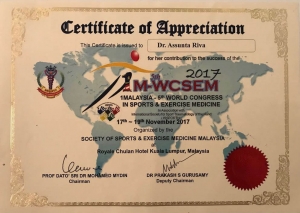 Certificate of Appreciation
This Certificate is issued to
Dr. Assunta Riva
for her contribution to the success of the
2017
M-WCSEM
1MALAYSIA - 6th WORLD CONGRESS
IN SPORTS & EXERCISE MEDICINE
17th – 19th November 2017
Organized by the
SOCIETY OF SPORTS & EXERCISE MEDICINE MALAYSIA
Royale Chulan Hotel Kuala Lumpur, Malaysia
PROF DATO' SRI DR MOHAMED MYDIN
Chairman
DR PRAKASH S GURUSAMY
Deputy Chairman